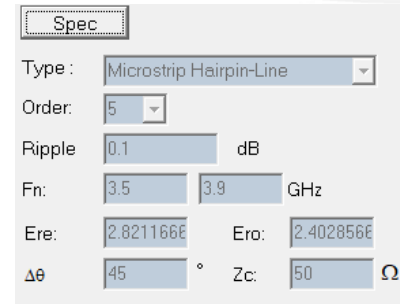 Spec
Type : Microstrip Hairpin-Line
Order: 5
Ripple 0.1 dB
Fn: 3.5 3.9 GHz
Ere: 2.8211666 Ero: 2.4028566
Δθ 45 ° Zc: 50 Ω